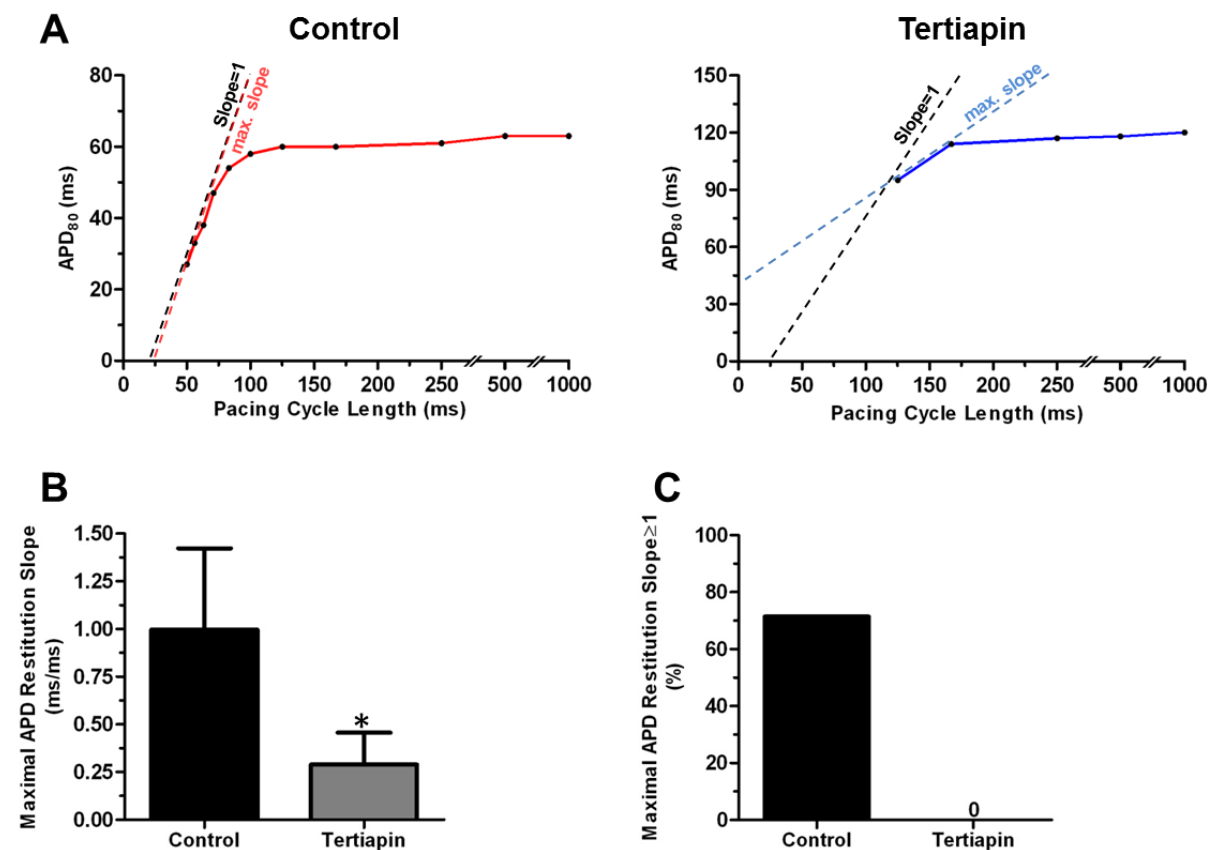 A
Control
Tertiapin
80
60
40
20
0
APD80 (ms)
Slope=1
max. slope
0 50 100 150 200 250 500 1000
Pacing Cycle Length (ms)
150
120
90
60
30
0
APD80 (ms)
Slope=1
max. slope
0 50 100 150 200 250 500 1000
Pacing Cycle Length (ms)
B
1.50
1.25
1.00
0.75
0.50
0.25
0.00
Maximal APD Restitution Slope
(ms/ms)
*
Control Tertiapin
C
100
80
60
40
20
0
Maximal APD Restitution Slope≥1
(%)
0
Control Tertiapin